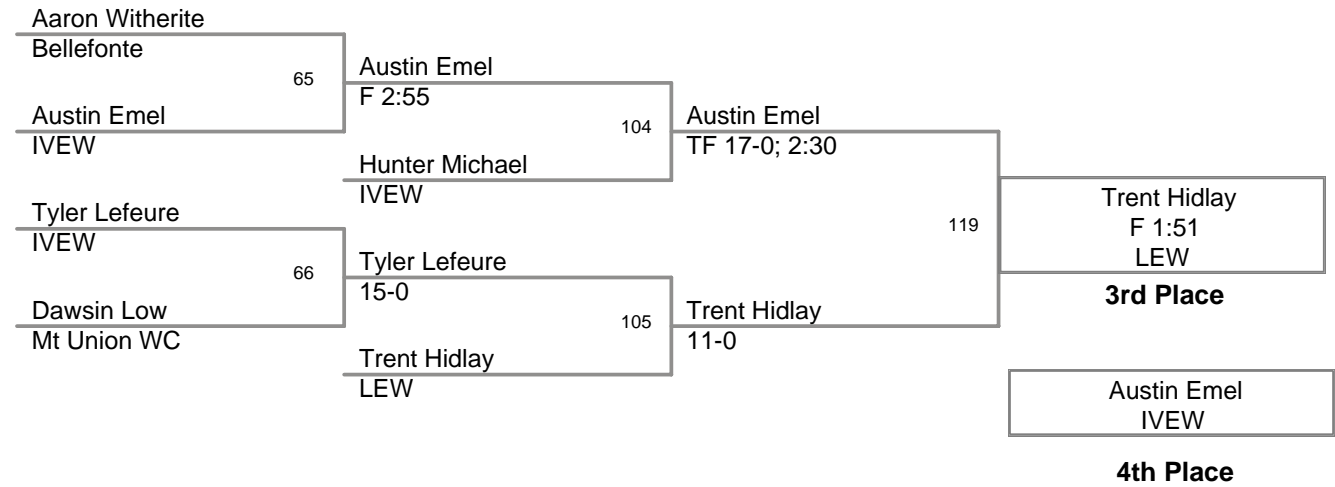 Aaron Witherite
Bellefonte
65
Austin Emel
F 2:55
Austin Emel
IVEW
104
Austin Emel
TF 17-0; 2:30
Hunter Michael
IVEW
Tyler Lefeure
IVEW
119
Trent Hidlay
F 1:51
LEW
3rd Place
66
Tyler Lefeure
15-0
Dawsin Low
Mt Union WC
105
Trent Hidlay
11-0
Trent Hidlay
LEW
Austin Emel
IVEW
4th Place